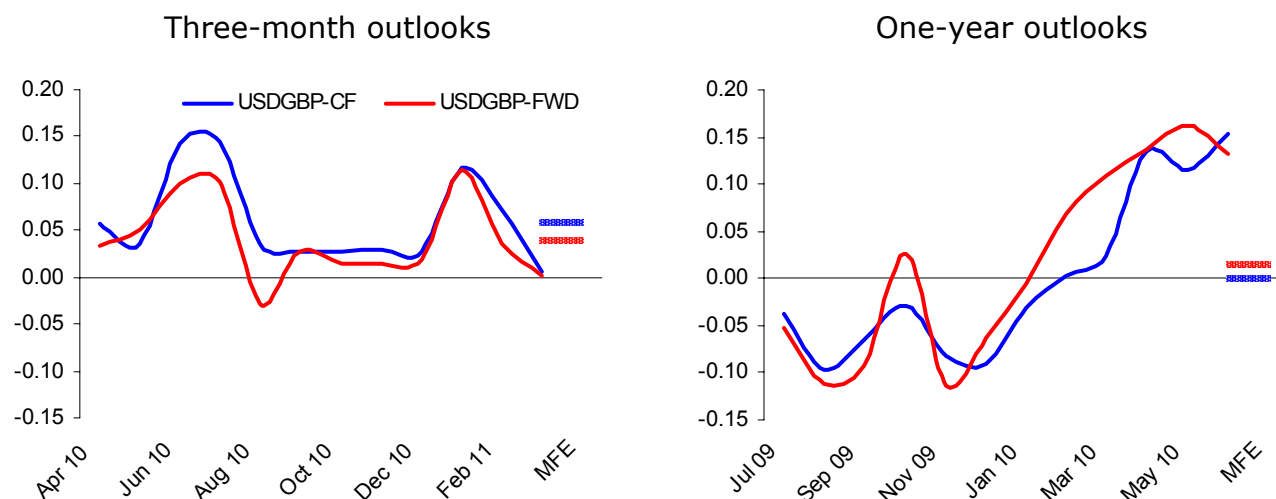 Three-month outlooks
0.20
0.15
0.10
0.05
0.00
-0.05
-0.10
-0.15
USDGBP-CF
USDGBP-FWD
Apr 10
Jun 10
Aug 10
Oct 10
Dec 10
Feb 11
MFE
One-year outlooks
0.20
0.15
0.10
0.05
0.00
-0.05
-0.10
-0.15
Jul 09
Sep 09
Nov 09
Jan 10
Mar 10
May 10
MFE